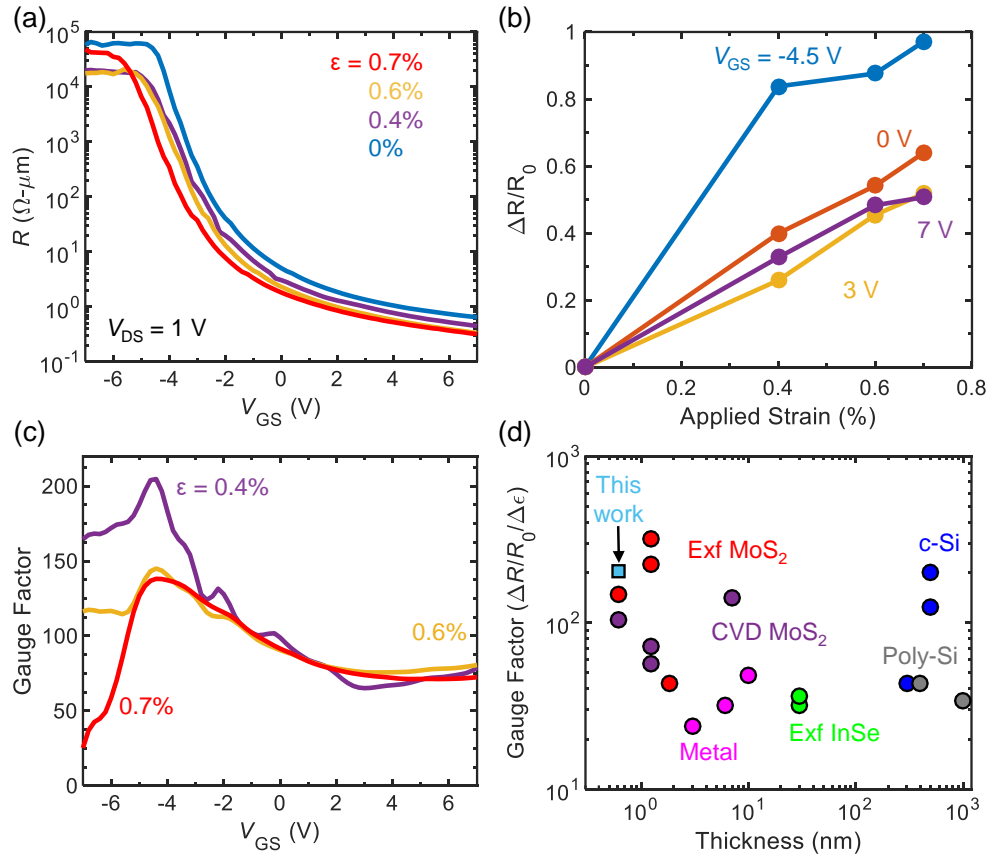 (a)
10^5
10^4
10^3
10^2
10^1
10^0
10^-1
R (Ω-μm)
ε = 0.7%
0.6%
0.4%
0%
V_DS = 1 V
-6 -4 -2 0 2 4 6
V_GS (V)
(b)
1
0.8
0.6
0.4
0.2
0
ΔR/R_0
V_GS = -4.5 V
0 V
7 V
3 V
0 0.2 0.4 0.6 0.8
Applied Strain (%)
(c)
200
150
100
50
0
Gauge Factor
ε = 0.4%
0.6%
0.7%
-6 -4 -2 0 2 4 6
V_GS (V)
(d)
10^3
10^2
10^1
Gauge Factor (ΔR/R_0/Δϵ)
This
work
Exf MoS_2
c-Si
CVD MoS_2
Poly-Si
Exf InSe
Metal
10^0 10^1 10^2 10^3
Thickness (nm)